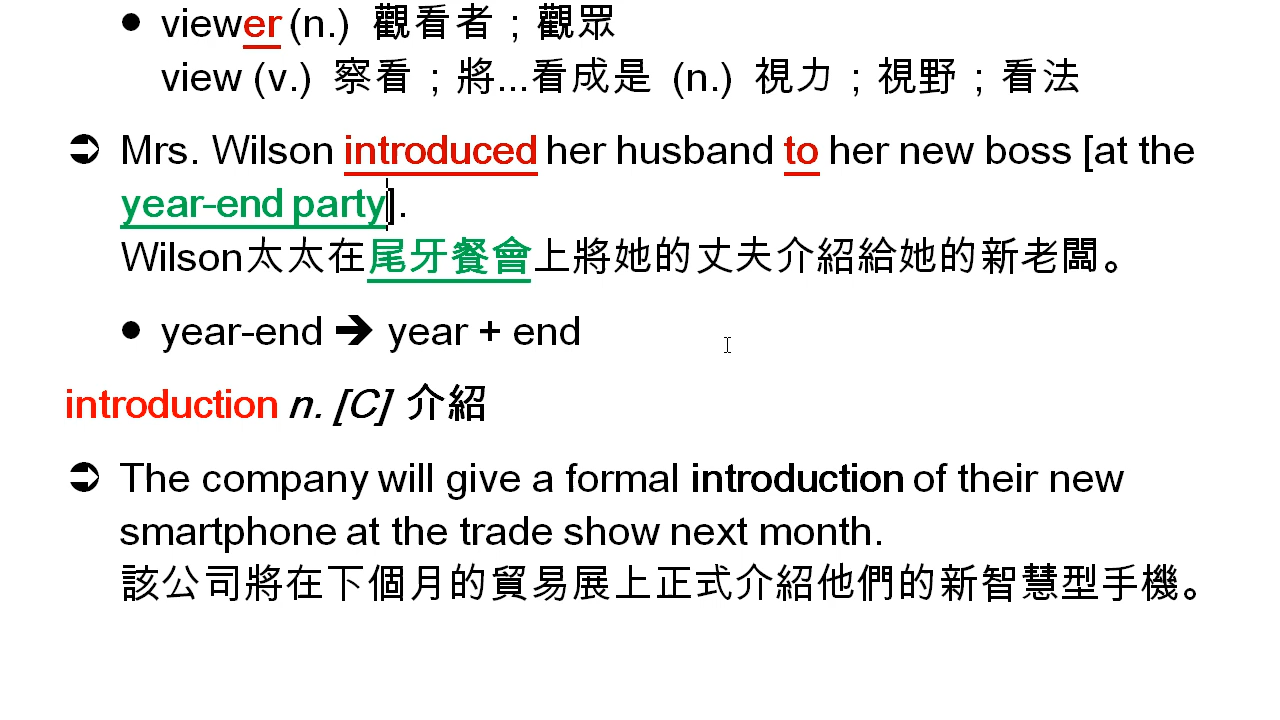 ● viewer (n.) 觀看者；觀眾
view (v.) 察看；將...看成是 (n.) 視力；視野；看法
➲ Mrs. Wilson introduced her husband to her new boss [at the
year-end party].
Wilson太太在尾牙餐會上將她的丈夫介紹給她的新老闆。
● year-end ➔ year + end
introduction n. [C] 介紹
➲ The company will give a formal introduction of their new
smartphone at the trade show next month.
該公司將在下個月的貿易展上正式介紹他們的新智慧型手機。